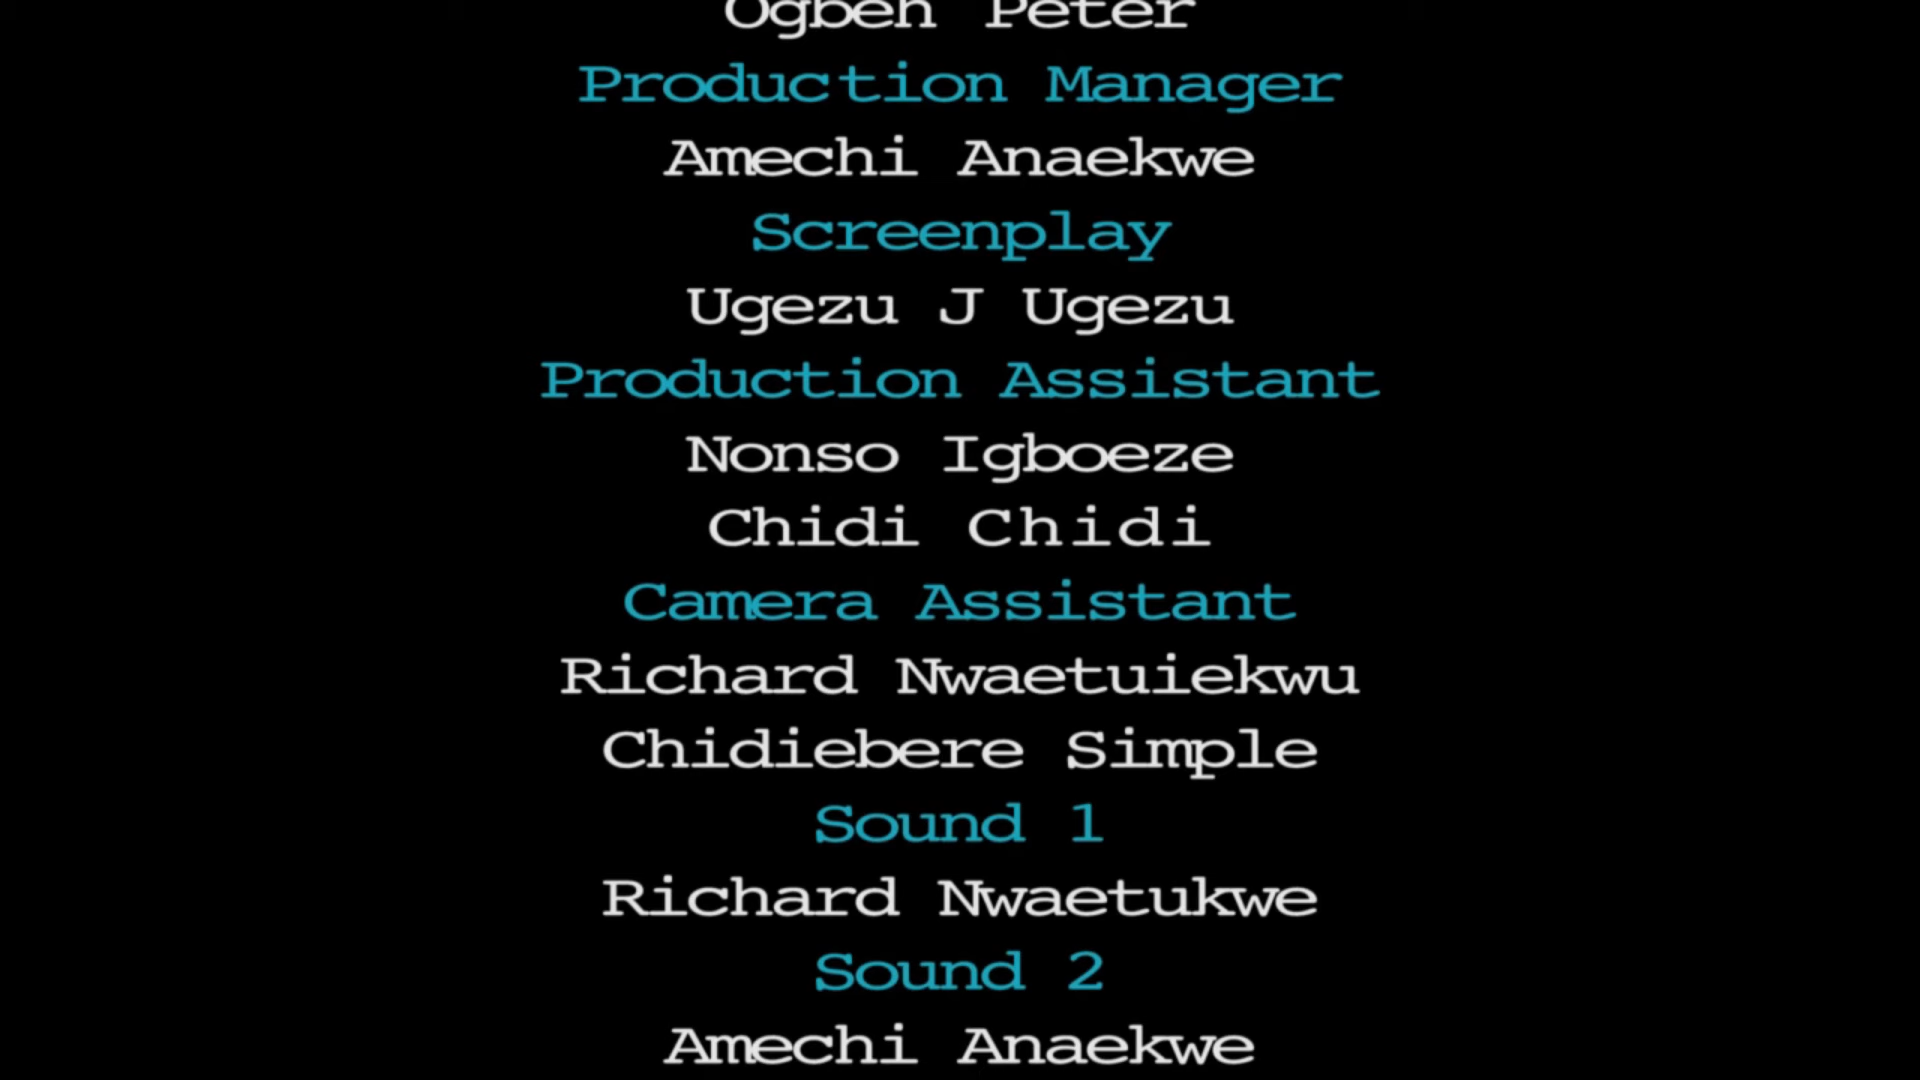 Ogbeh Peter
Production Manager
Amechi Anaekwe
Screenplay
Ugezu J Ugezu
Production Assistant
Nonso Igboeze
Chidi Chidi
Camera Assistant
Richard Nwaetuiekwu
Chidiebere Simple
Sound 1
Richard Nwaetukwe
Sound 2
Amechi Anaekwe